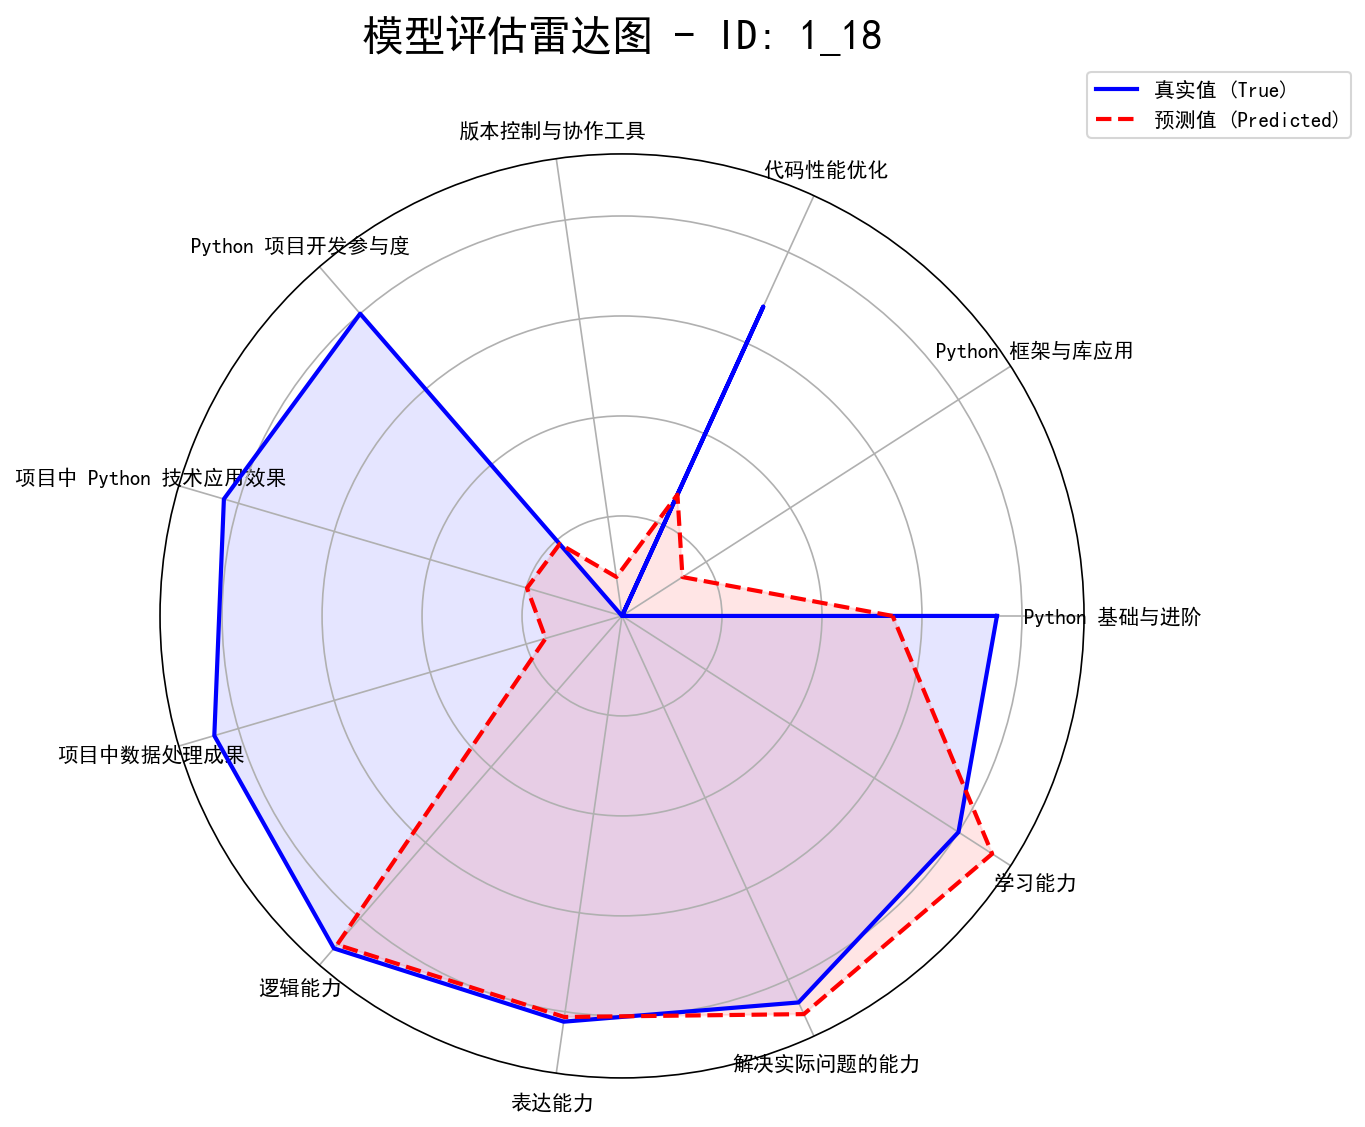 模型评估雷达图 - ID: 1_18
真实值 (True)
预测值 (Predicted)
版本控制与协作工具
代码性能优化
Python 项目开发参与度
Python 框架与库应用
项目中 Python 技术应用效果
Python 基础与进阶
项目中数据处理成果
学习能力
逻辑能力
解决实际问题的能力
表达能力